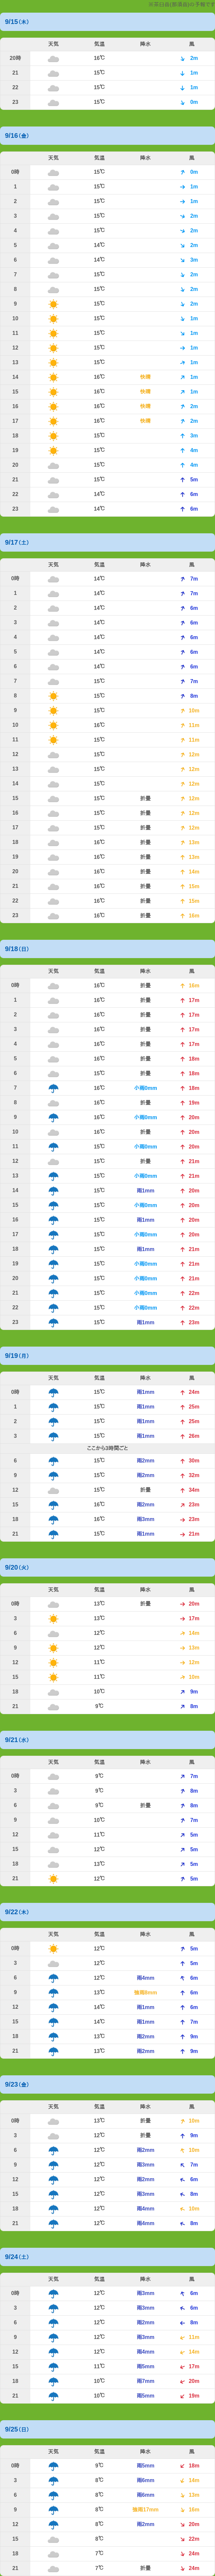 9/15(木)
天気 気温 降水 風
20時 16℃ 2m
21 15℃ 1m
22 15℃ 1m
23 15℃ 0m
9/16(金)
天気 気温 降水 風
0時 15℃ 0m
1 15℃ 1m
2 15℃ 1m
3 15℃ 2m
4 15℃ 2m
5 14℃ 2m
6 14℃ 3m
7 15℃ 2m
8 15℃ 2m
9 15℃ 2m
10 15℃ 1m
11 15℃ 1m
12 15℃ 1m
13 15℃ 1m
14 16℃ 快晴 1m
15 16℃ 快晴 1m
16 16℃ 快晴 2m
17 16℃ 快晴 2m
18 15℃ 3m
19 15℃ 4m
20 15℃ 4m
21 15℃ 5m
22 14℃ 6m
23 14℃ 6m
9/17(土)
天気 気温 降水 風
0時 14℃ 7m
1 14℃ 7m
2 14℃ 6m
3 14℃ 6m
4 14℃ 6m
5 14℃ 6m
6 14℃ 6m
7 15℃ 7m
8 15℃ 8m
9 15℃ 10m
10 16℃ 11m
11 15℃ 11m
12 15℃ 12m
13 15℃ 12m
14 15℃ 12m
15 15℃ 折曇 12m
16 15℃ 折曇 12m
17 15℃ 折曇 12m
18 16℃ 折曇 13m
19 16℃ 折曇 13m
20 16℃ 折曇 14m
21 16℃ 折曇 15m
22 16℃ 折曇 15m
23 16℃ 折曇 16m
9/18(日)
天気 気温 降水 風
0時 16℃ 折曇 16m
1 16℃ 折曇 17m
2 16℃ 折曇 17m
3 16℃ 折曇 17m
4 16℃ 折曇 17m
5 16℃ 折曇 18m
6 16℃ 折曇 18m
7 16℃ 小雨0mm 18m
8 16℃ 折曇 19m
9 16℃ 小雨0mm 20m
10 16℃ 折曇 20m
11 15℃ 小雨0mm 20m
12 15℃ 折曇 21m
13 15℃ 小雨0mm 21m
14 15℃ 雨1mm 20m
15 15℃ 小雨0mm 20m
16 15℃ 雨1mm 20m
17 15℃ 小雨0mm 20m
18 15℃ 雨1mm 21m
19 15℃ 小雨0mm 21m
20 15℃ 小雨0mm 21m
21 15℃ 小雨0mm 22m
22 15℃ 小雨0mm 22m
23 15℃ 雨1mm 23m
9/19(月)
天気 気温 降水 風
0時 15℃ 雨1mm 24m
1 15℃ 雨1mm 25m
2 15℃ 雨1mm 25m
3 15℃ 雨1mm 26m
ここから3時間ごと
6 15℃ 雨2mm 30m
9 15℃ 雨2mm 32m
12 15℃ 折曇 34m
15 16℃ 雨2mm 23m
18 16℃ 雨3mm 23m
21 15℃ 雨1mm 21m
9/20(火)
天気 気温 降水 風
0時 13℃ 折曇 20m
3 13℃ 17m
6 12℃ 14m
9 12℃ 13m
12 11℃ 12m
15 11℃ 10m
18 10℃ 9m
21 9℃ 8m
9/21(水)
天気 気温 降水 風
0時 9℃ 7m
3 9℃ 8m
6 9℃ 折曇 8m
9 10℃ 7m
12 11℃ 5m
15 12℃ 5m
18 13℃ 5m
21 12℃ 5m
9/22(木)
天気 気温 降水 風
0時 12℃ 5m
3 12℃ 5m
6 12℃ 雨4mm 6m
9 13℃ 強雨8mm 6m
12 14℃ 雨1mm 6m
15 14℃ 雨1mm 7m
18 13℃ 雨2mm 9m
21 13℃ 雨2mm 9m
9/23(金)
天気 気温 降水 風
0時 13℃ 折曇 10m
3 12℃ 折曇 9m
6 12℃ 雨2mm 10m
9 12℃ 雨3mm 7m
12 12℃ 雨2mm 6m
15 12℃ 雨3mm 8m
18 12℃ 雨4mm 10m
21 12℃ 雨4mm 8m
9/24(土)
天気 気温 降水 風
0時 12℃ 雨3mm 6m
3 12℃ 雨3mm 6m
6 12℃ 雨2mm 8m
9 12℃ 雨3mm 11m
12 12℃ 雨4mm 14m
15 11℃ 雨5mm 17m
18 10℃ 雨7mm 20m
21 10℃ 雨5mm 19m
9/25(日)
天気 気温 降水 風
0時 9℃ 雨5mm 18m
3 8℃ 雨6mm 14m
6 8℃ 雨6mm 13m
9 8℃ 強雨17mm 16m
12 8℃ 雨2mm 20m
15 8℃ 22m
18 7℃ 24m
21 7℃ 折曇 24m